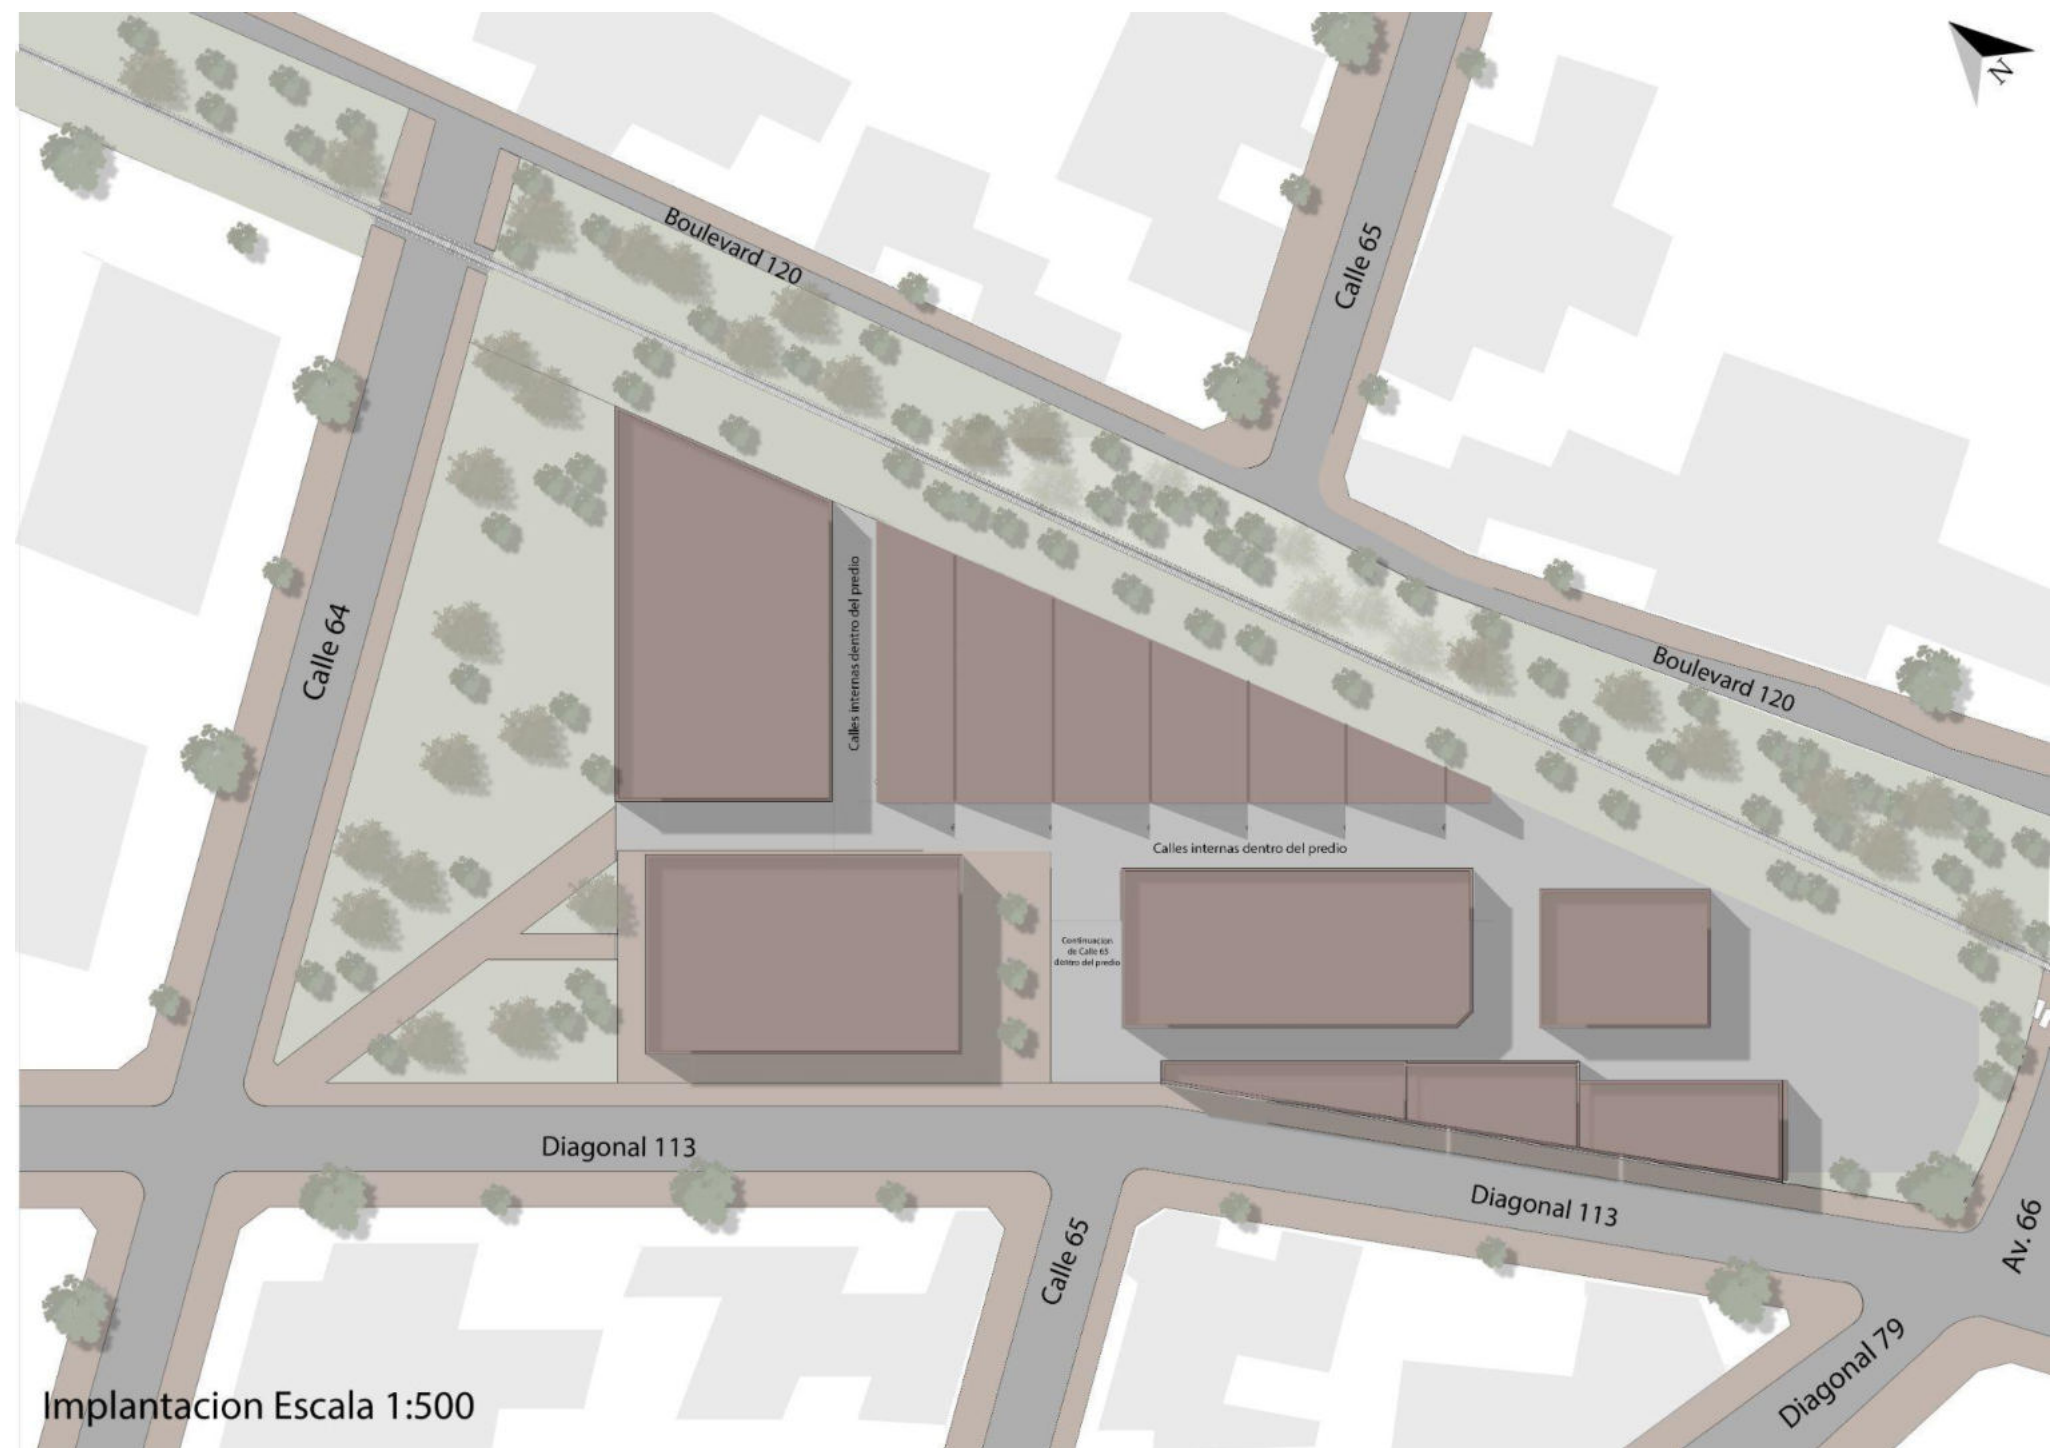 N
Boulevard 120
Calle 65
Calle 64
Calles internas dentro del predio
Boulevard 120
Calles internas dentro del predio
Continuacion
de Calle 65
dentro del predio
Diagonal 113
Diagonal 113
Calle 65
Av. 66
Diagonal 79
Implantacion Escala 1:500